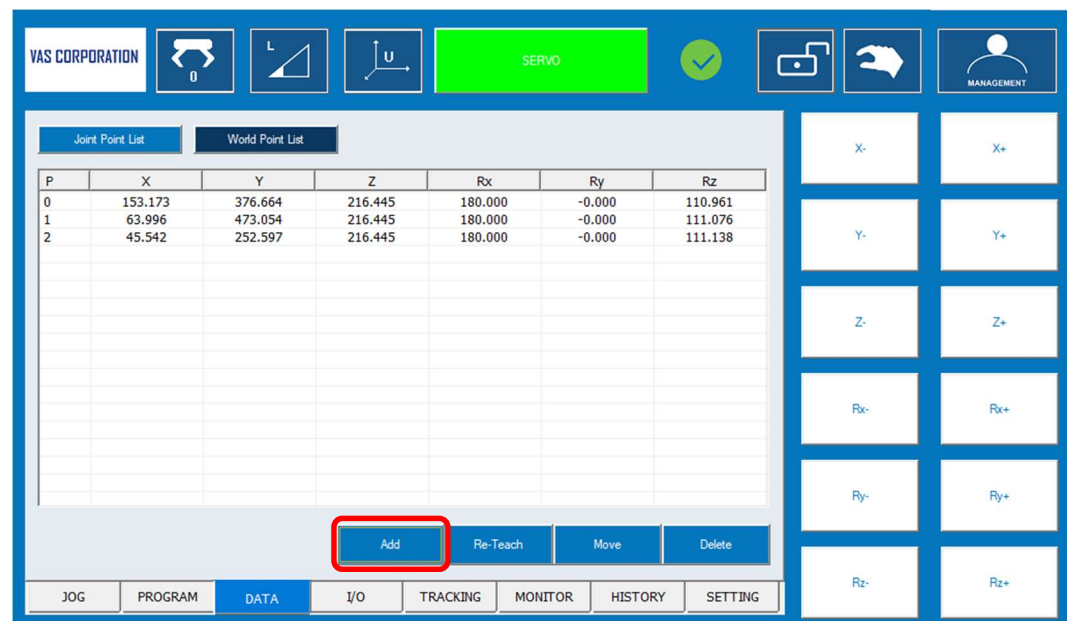 VAS CORPORATION
0
L
U
SERVO
MANAGEMENT
Joint Point List World Point List
P X Y Z Rx Ry Rz
0 153.173 376.664 216.445 180.000 -0.000 110.961
1 63.996 473.054 216.445 180.000 -0.000 111.076
2 45.542 252.597 216.445 180.000 -0.000 111.138
Add Re-Teach Move Delete
JOG PROGRAM DATA I/O TRACKING MONITOR HISTORY SETTING
X- X+
Y- Y+
Z- Z+
Rx- Rx+
Ry- Ry+
Rz- Rz+